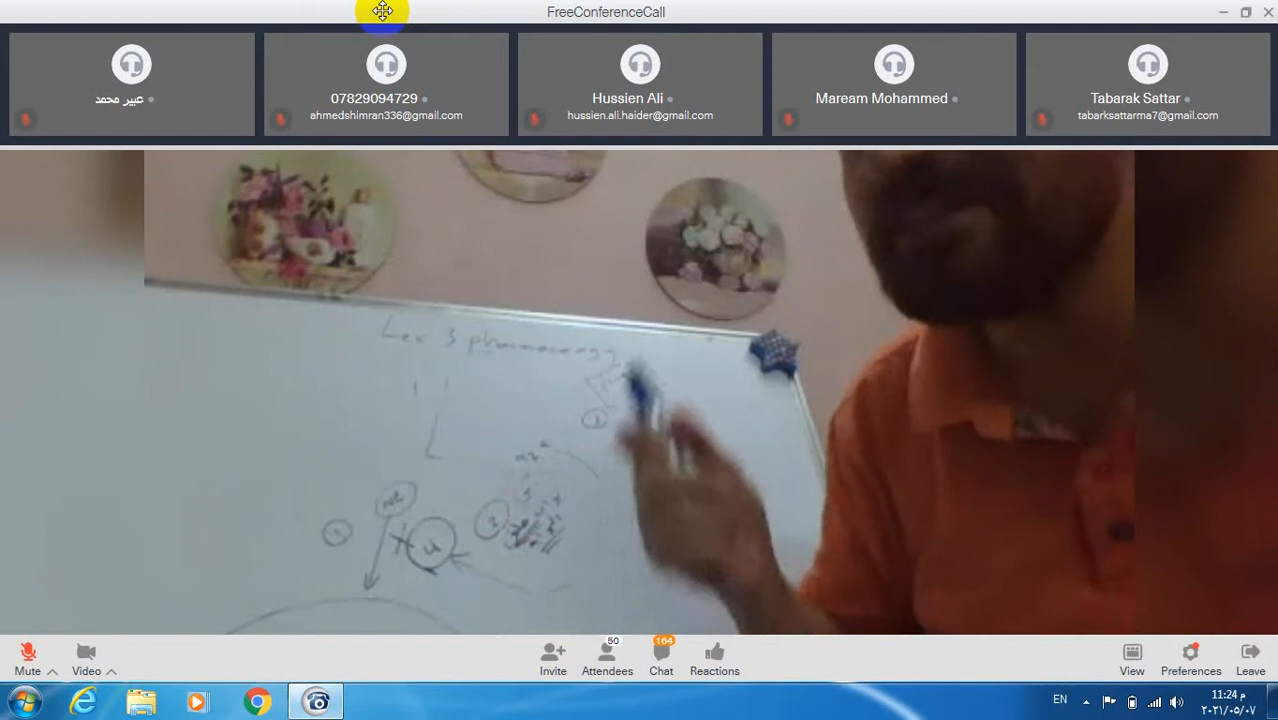 FreeConferenceCall
عبير محمد
07829094729
ahmedshimran336@gmail.com
Hussien Ali
hussien.ali.haider@gmail.com
Maream Mohammed
Tabarak Sattar
tabarksattarma7@gmail.com
Lec 3 pharmacology
Mute
Video
Invite
50
Attendees
164
Chat
Reactions
View
Preferences
Leave
EN
11:24 م
٢٠٢١/٠٥/٠٧